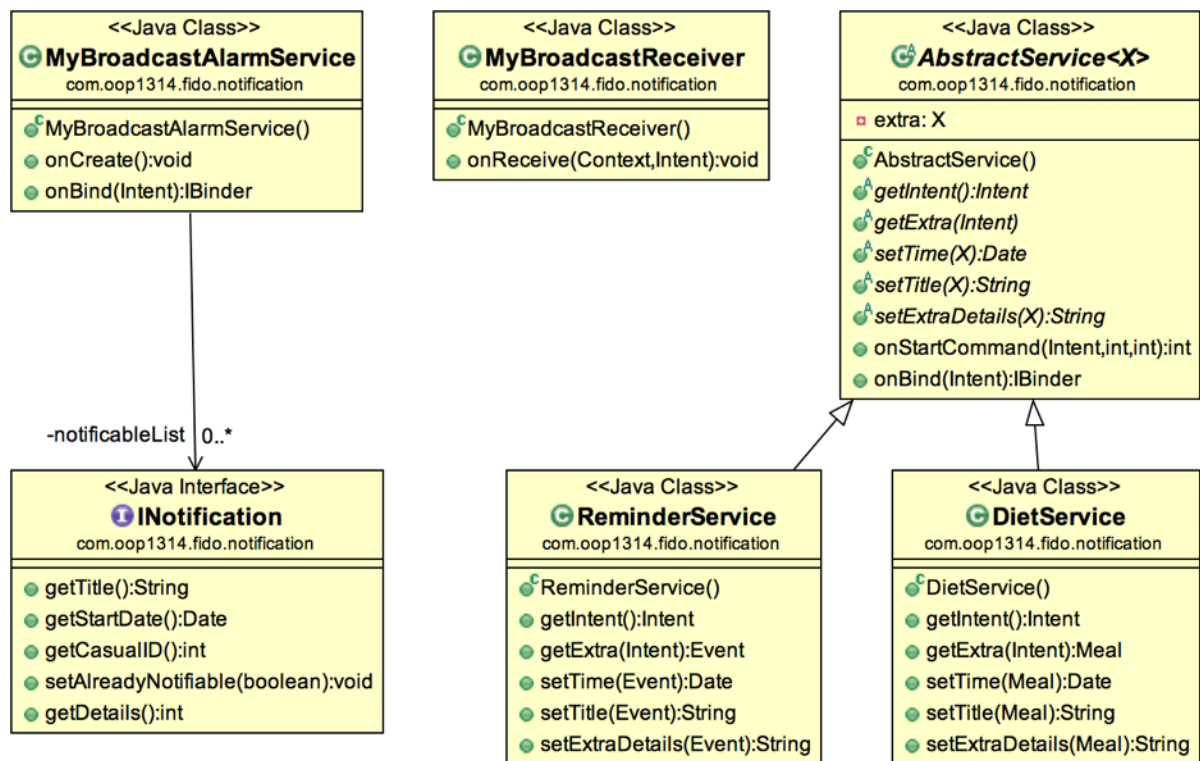 <<Java Class>>
MyBroadcastAlarmService
com.oop1314.fido.notification
MyBroadcastAlarmService()
onCreate():void
onBind(Intent):IBinder
<<Java Class>>
MyBroadcastReceiver
com.oop1314.fido.notification
MyBroadcastReceiver()
onReceive(Context,Intent):void
<<Java Class>>
AbstractService<X>
com.oop1314.fido.notification
extra: X
AbstractService()
getIntent():Intent
getExtra(Intent)
setTime(X):Date
setTitle(X):String
setExtraDetails(X):String
onStartCommand(Intent,int,int):int
onBind(Intent):IBinder
-notificableList 0..*
<<Java Interface>>
INotification
com.oop1314.fido.notification
getTitle():String
getStartDate():Date
getCasualID():int
setAlreadyNotifiable(boolean):void
getDetails():int
<<Java Class>>
ReminderService
com.oop1314.fido.notification
ReminderService()
getIntent():Intent
getExtra(Intent):Event
setTime(Event):Date
setTitle(Event):String
setExtraDetails(Event):String
<<Java Class>>
DietService
com.oop1314.fido.notification
DietService()
getIntent():Intent
getExtra(Intent):Meal
setTime(Meal):Date
setTitle(Meal):String
setExtraDetails(Meal):String